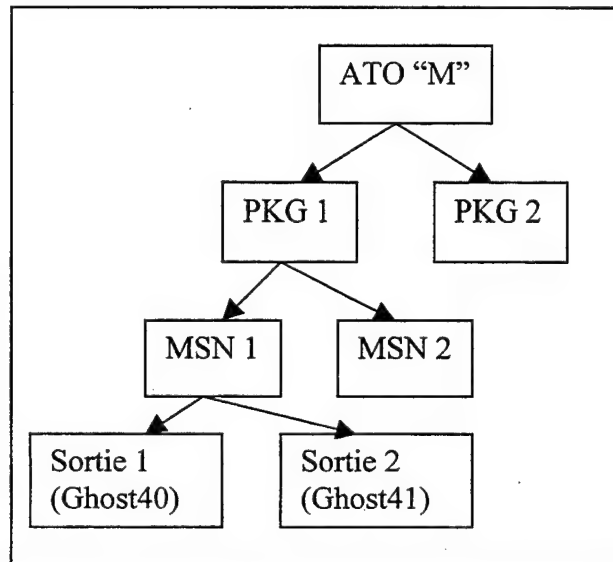 ATO “M”
PKG 1
PKG 2
MSN 1
MSN 2
Sortie 1
(Ghost40)
Sortie 2
(Ghost41)